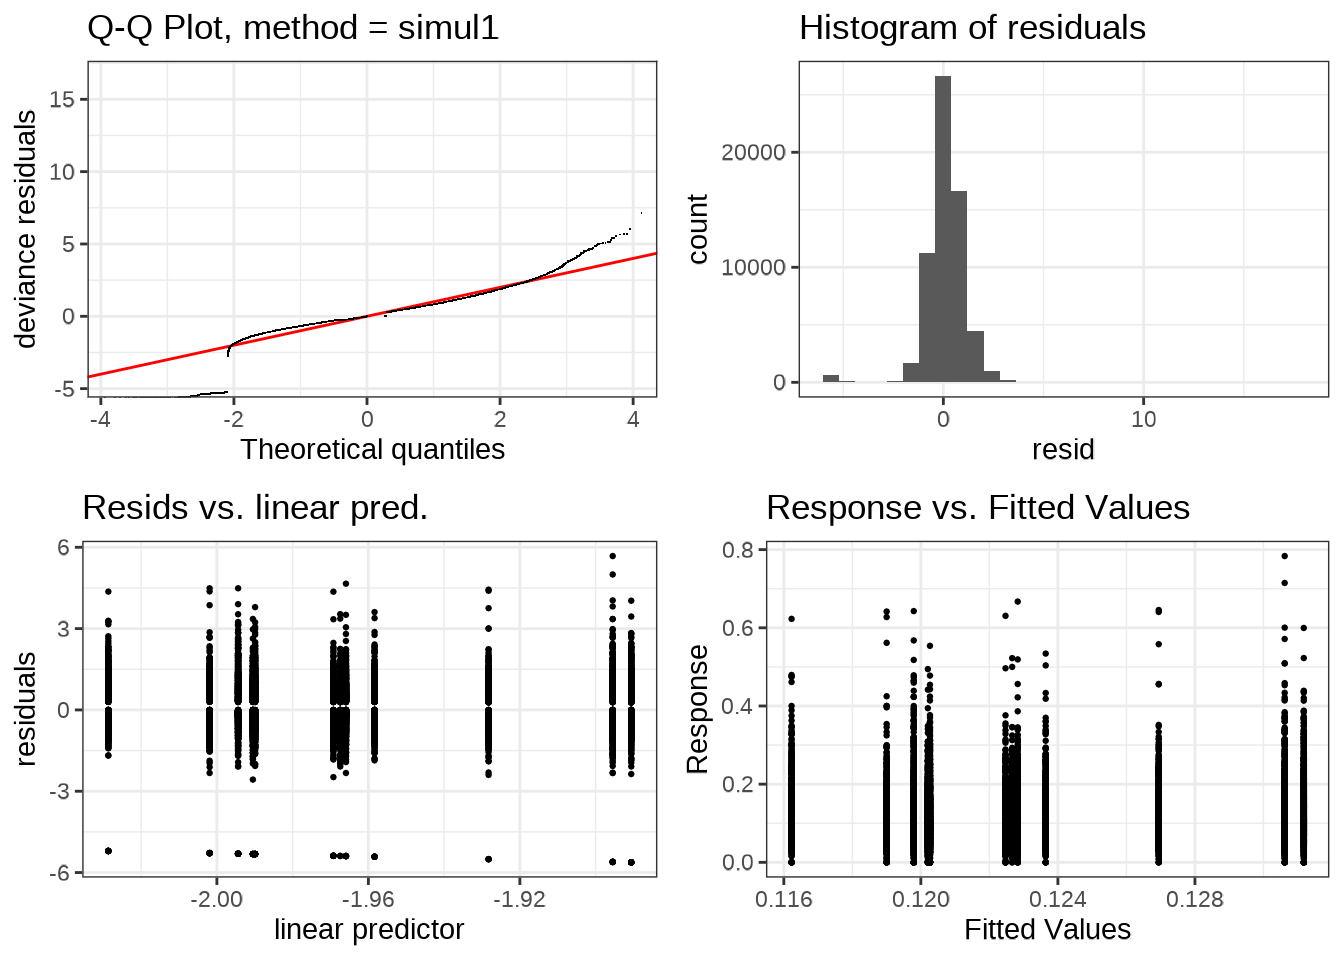 Q-Q Plot, method = simul1
deviance residuals
15
10
5
0
-5
-4
-2
0
2
4
Theoretical quantiles
Histogram of residuals
count
20000
10000
0
0
10
resid
Resids vs. linear pred.
residuals
6
3
0
-3
-6
-2.00
-1.96
-1.92
linear predictor
Response vs. Fitted Values
Response
0.8
0.6
0.4
0.2
0.0
0.116
0.120
0.124
0.128
Fitted Values